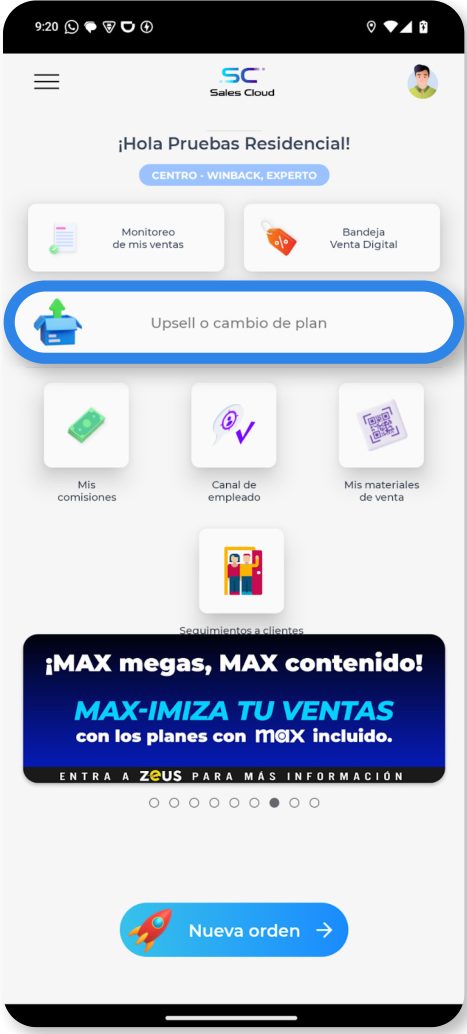 9:20
SC
Sales Cloud
¡Hola Pruebas Residencial!
CENTRO - WINBACK, EXPERTO
Monitoreo
de mis ventas
Bandeja
Venta Digital
Upsell o cambio de plan
Mis
comisiones
Canal de
empleado
Mis materiales
de venta
Seguimientos a clientes
¡MAX megas, MAX contenido!
MAX-IMIZA TU VENTAS
con los planes con max incluido.
ENTRA A ZEUS PARA MÁS INFORMACIÓN
Nueva orden